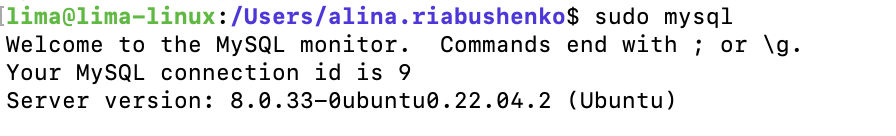 [lima@lima-linux:/Users/alina.riabushenko$ sudo mysql
Welcome to the MySQL monitor.  Commands end with ; or \g.
Your MySQL connection id is 9
Server version: 8.0.33-0ubuntu0.22.04.2 (Ubuntu)